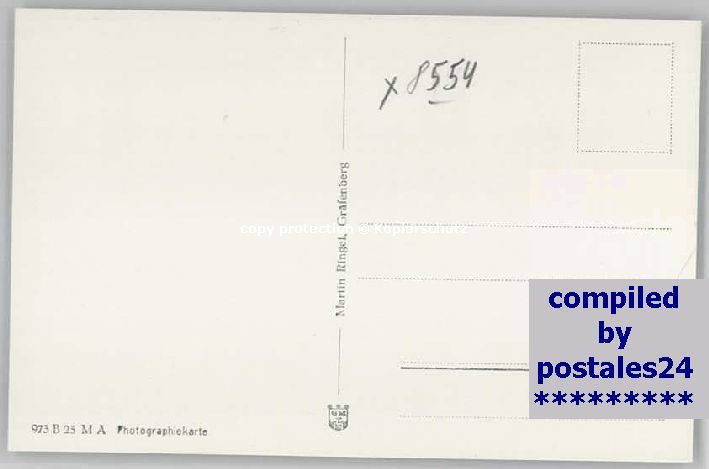 x 8554
Martin Ringel, Gräfenberg
copy protection © Kopierschutz
compiled
by
postales24
*********
973 B 25 M A Photographiekarte